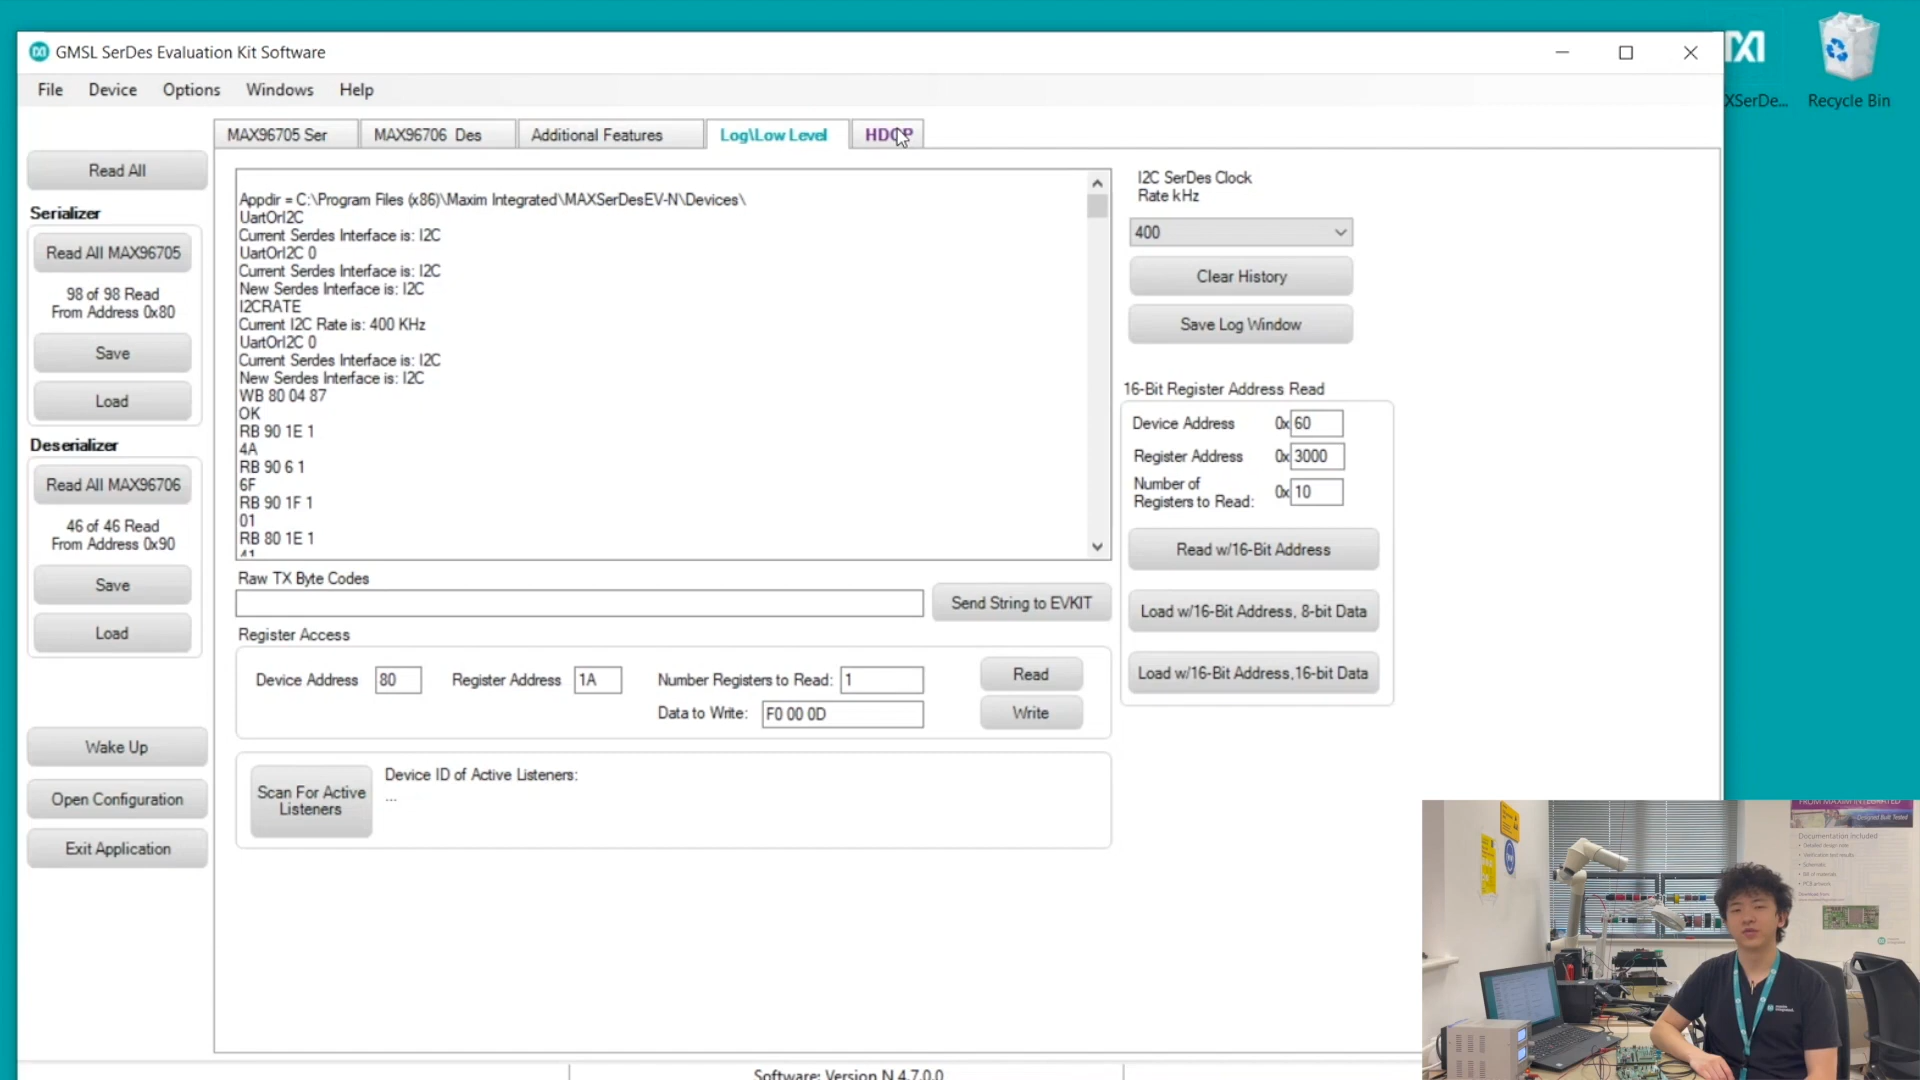 GMSL SerDes Evaluation Kit Software
XSerDe...
Recycle Bin
File Device Options Windows Help
MAX96705 Ser
MAX96706 Des
Additional Features
Log\Low Level
HDCP
Read All
Serializer
Read All MAX96705
98 of 98 Read
From Address 0x80
Save
Load
Deserializer
Read All MAX96706
46 of 46 Read
From Address 0x90
Save
Load
Wake Up
Open Configuration
Exit Application
Appdir = C:\Program Files (x86)\Maxim Integrated\MAXSerDesEV-N\Devices\
UartOrI2C
Current Serdes Interface is: I2C
UartOrI2C 0
Current Serdes Interface is: I2C
New Serdes Interface is: I2C
I2CRATE
Current I2C Rate is: 400 KHz
UartOrI2C 0
Current Serdes Interface is: I2C
New Serdes Interface is: I2C
WB 80 04 87
OK
RB 90 1E 1
4A
RB 90 6 1
6F
RB 90 1F 1
01
RB 80 1E 1
41
Raw TX Byte Codes
Send String to EVKIT
Register Access
Device Address 80
Register Address 1A
Number Registers to Read: 1
Read
Data to Write: F0 00 0D
Write
Scan For Active
Listeners
Device ID of Active Listeners:
...
I2C SerDes Clock
Rate kHz
400
Clear History
Save Log Window
16-Bit Register Address Read
Device Address 0x 60
Register Address 0x 3000
Number of
Registers to Read: 0x 10
Read w/16-Bit Address
Load w/16-Bit Address, 8-bit Data
Load w/16-Bit Address,16-bit Data
Software: Version N 4.7.0.0
FROM MAXIM INTEGRATED
Documentation included